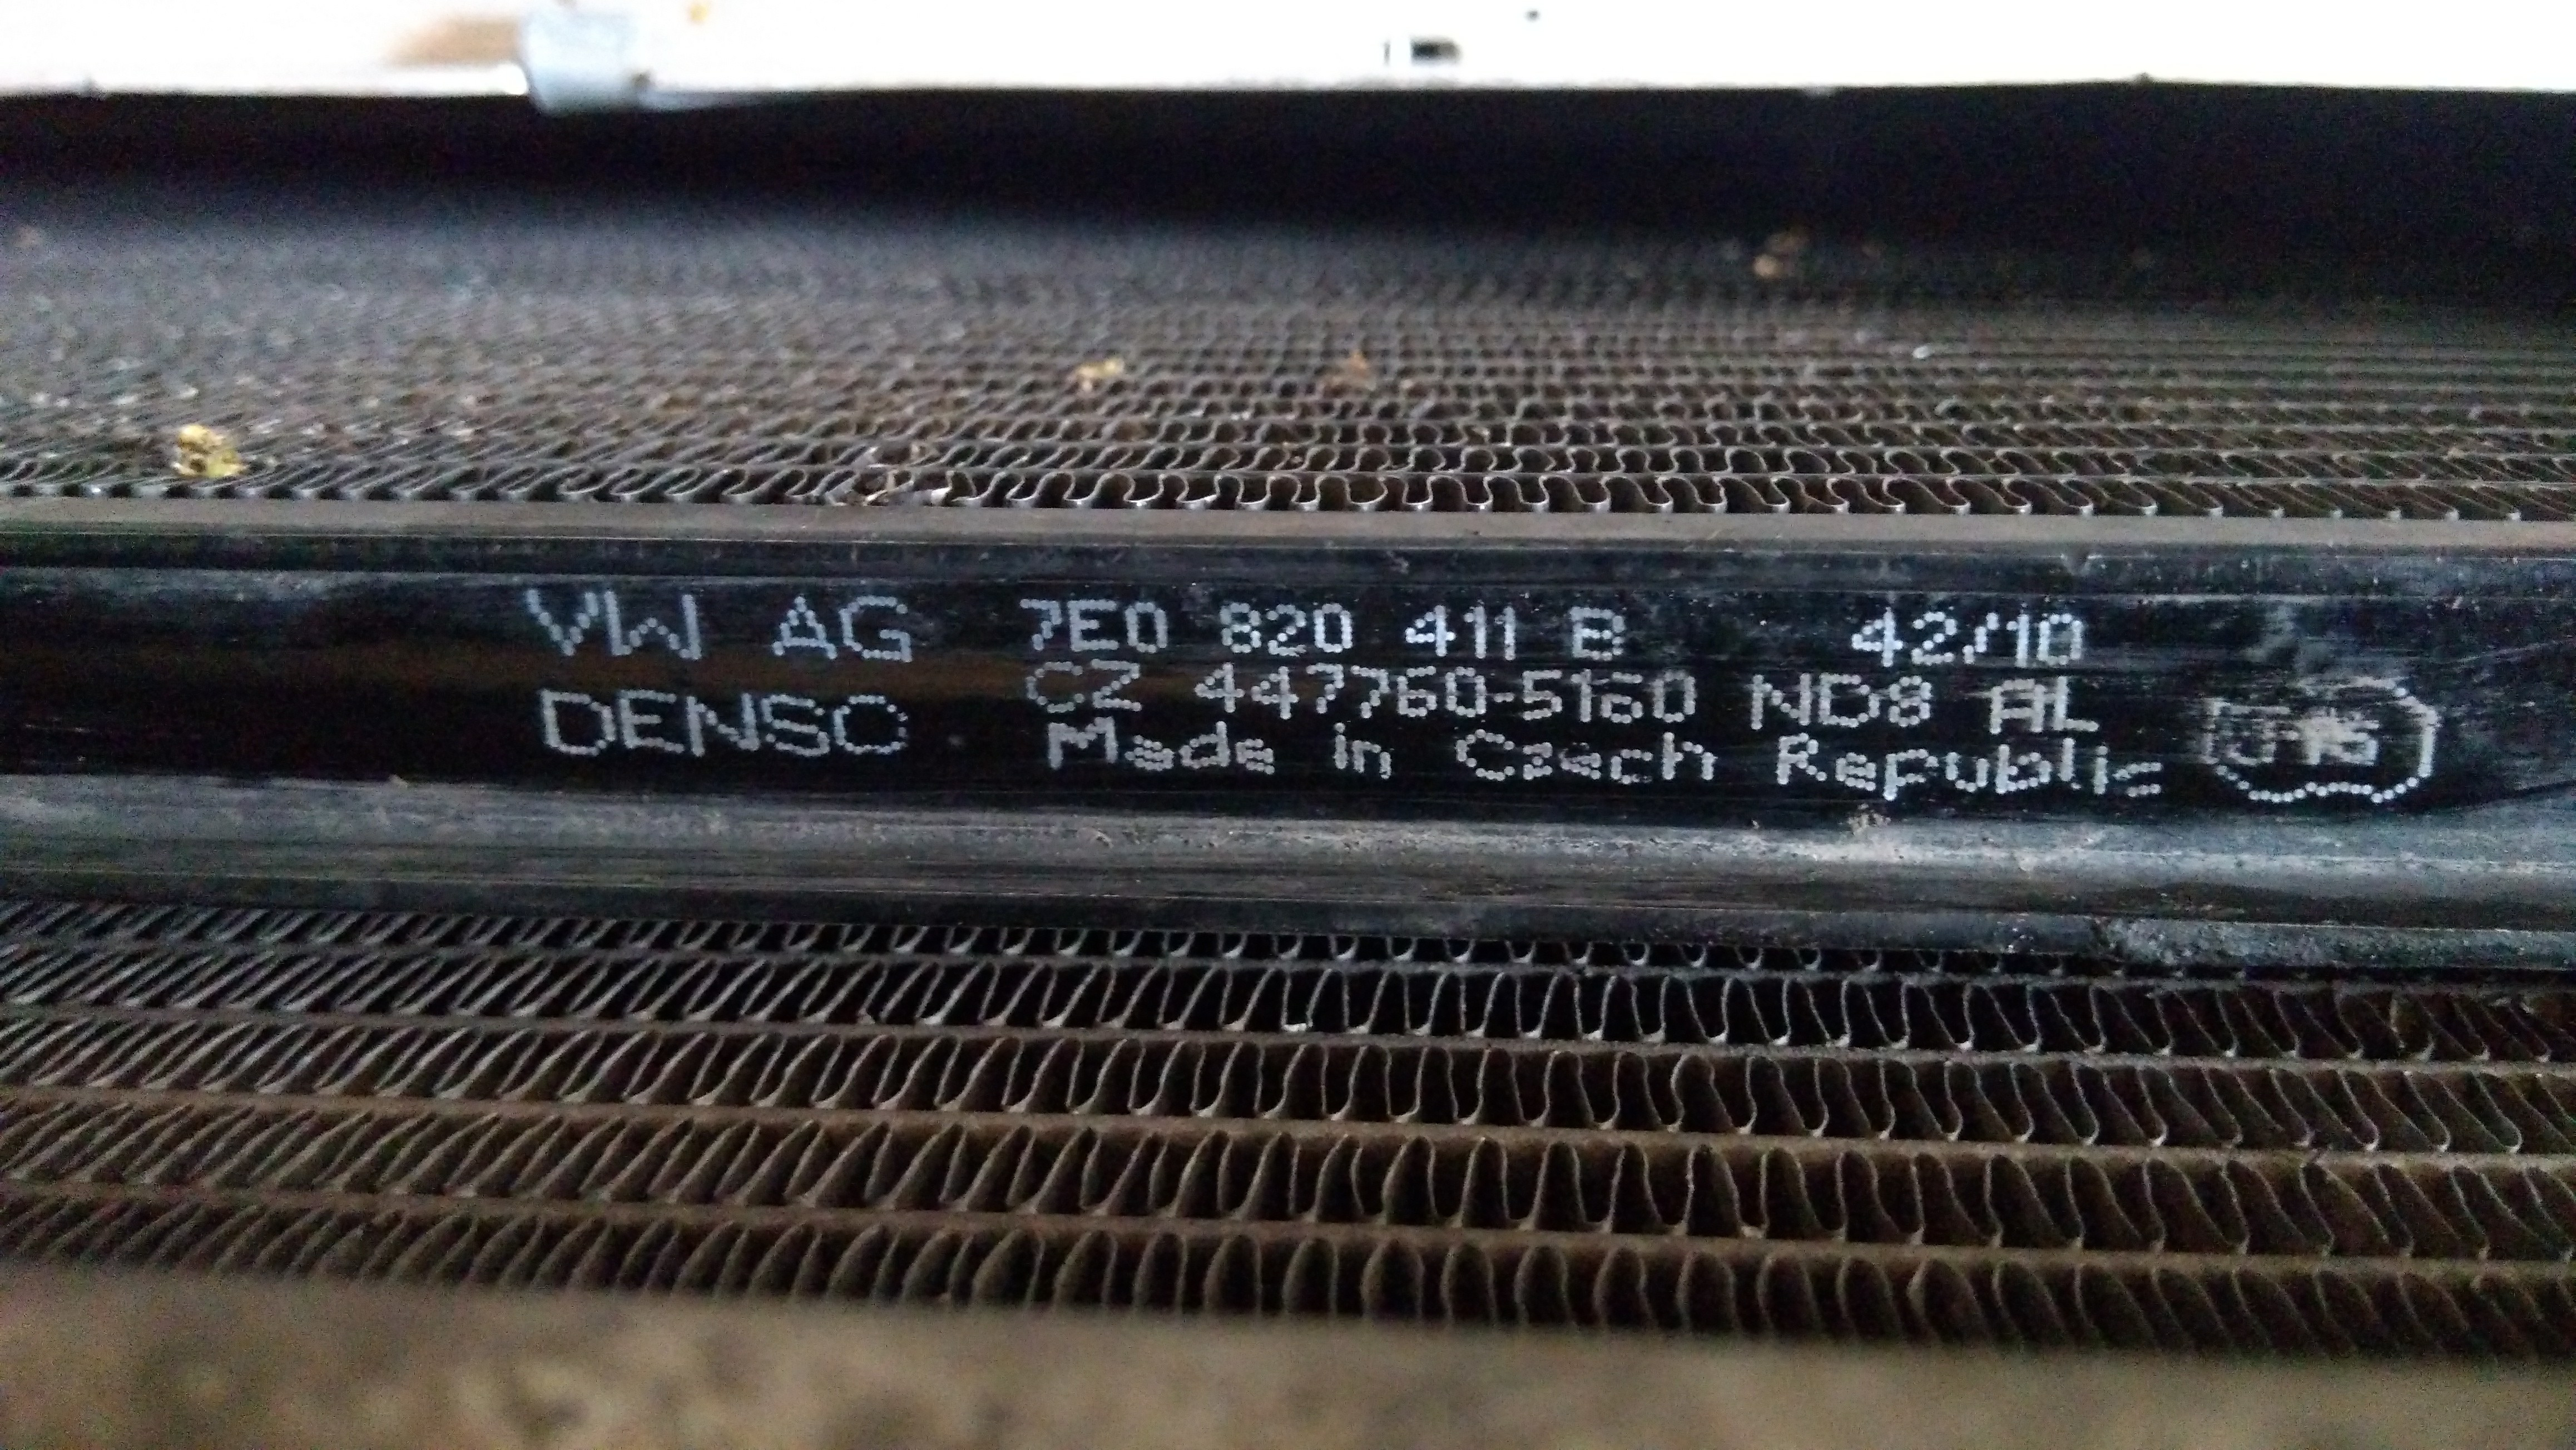 VW AG 7E0 820 411 B 42/10
DENSO CZ 447760-5160 ND8 AL
Made in Czech Republic